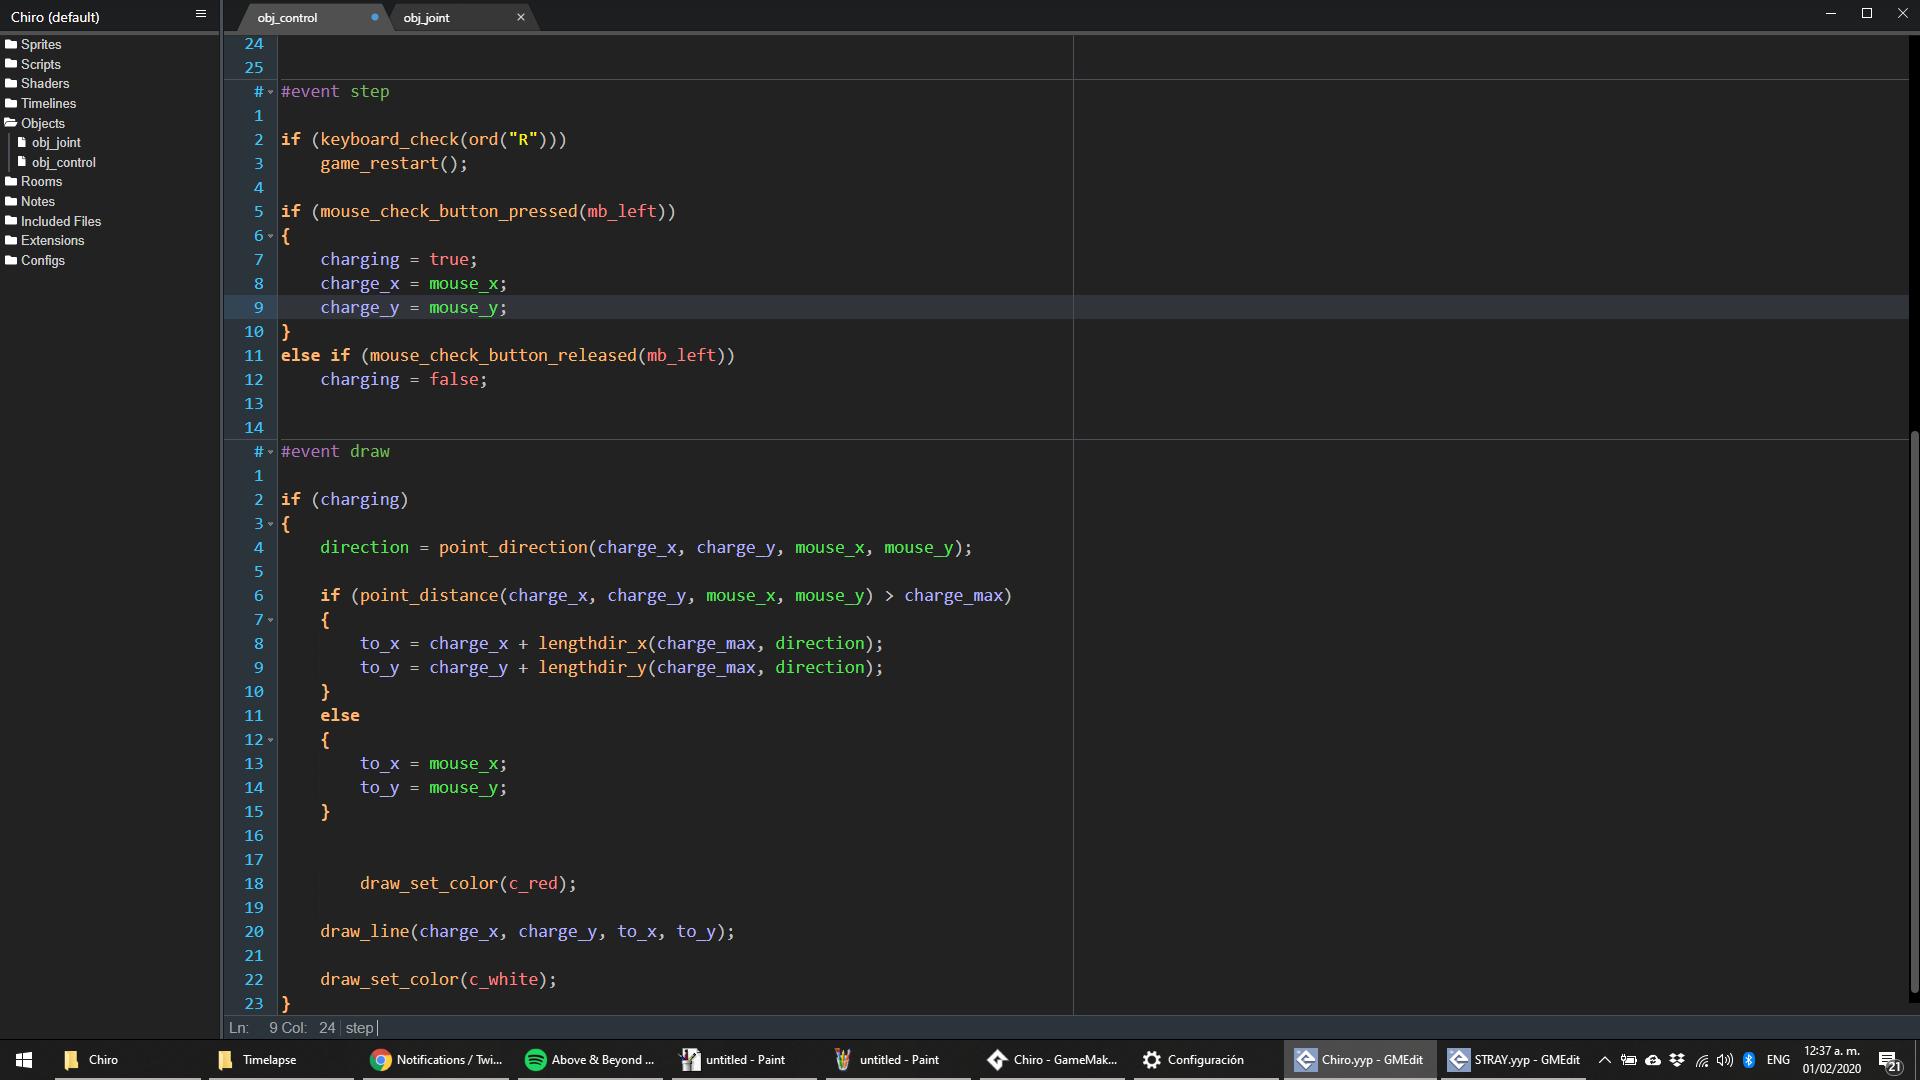 Chiro (default)
obj_control
obj_joint
Sprites
Scripts
Shaders
Timelines
Objects
obj_joint
obj_control
Rooms
Notes
Included Files
Extensions
Configs
24
25
# #event step
1
2 if (keyboard_check(ord("R")))
3 game_restart();
4
5 if (mouse_check_button_pressed(mb_left))
6 {
7 charging = true;
8 charge_x = mouse_x;
9 charge_y = mouse_y;
10 }
11 else if (mouse_check_button_released(mb_left))
12 charging = false;
13
14
# #event draw
1
2 if (charging)
3 {
4 direction = point_direction(charge_x, charge_y, mouse_x, mouse_y);
5
6 if (point_distance(charge_x, charge_y, mouse_x, mouse_y) > charge_max)
7 {
8 to_x = charge_x + lengthdir_x(charge_max, direction);
9 to_y = charge_y + lengthdir_y(charge_max, direction);
10 }
11 else
12 {
13 to_x = mouse_x;
14 to_y = mouse_y;
15 }
16
17
18 draw_set_color(c_red);
19
20 draw_line(charge_x, charge_y, to_x, to_y);
21
22 draw_set_color(c_white);
23 }
Ln: 9 Col: 24 step
Chiro
Timelapse
Notifications / Twi...
Above & Beyond ...
untitled - Paint
untitled - Paint
Chiro - GameMak...
Configuración
Chiro.yyp - GMEdit
STRAY.yyp - GMEdit
ENG
12:37 a. m.
01/02/2020
21